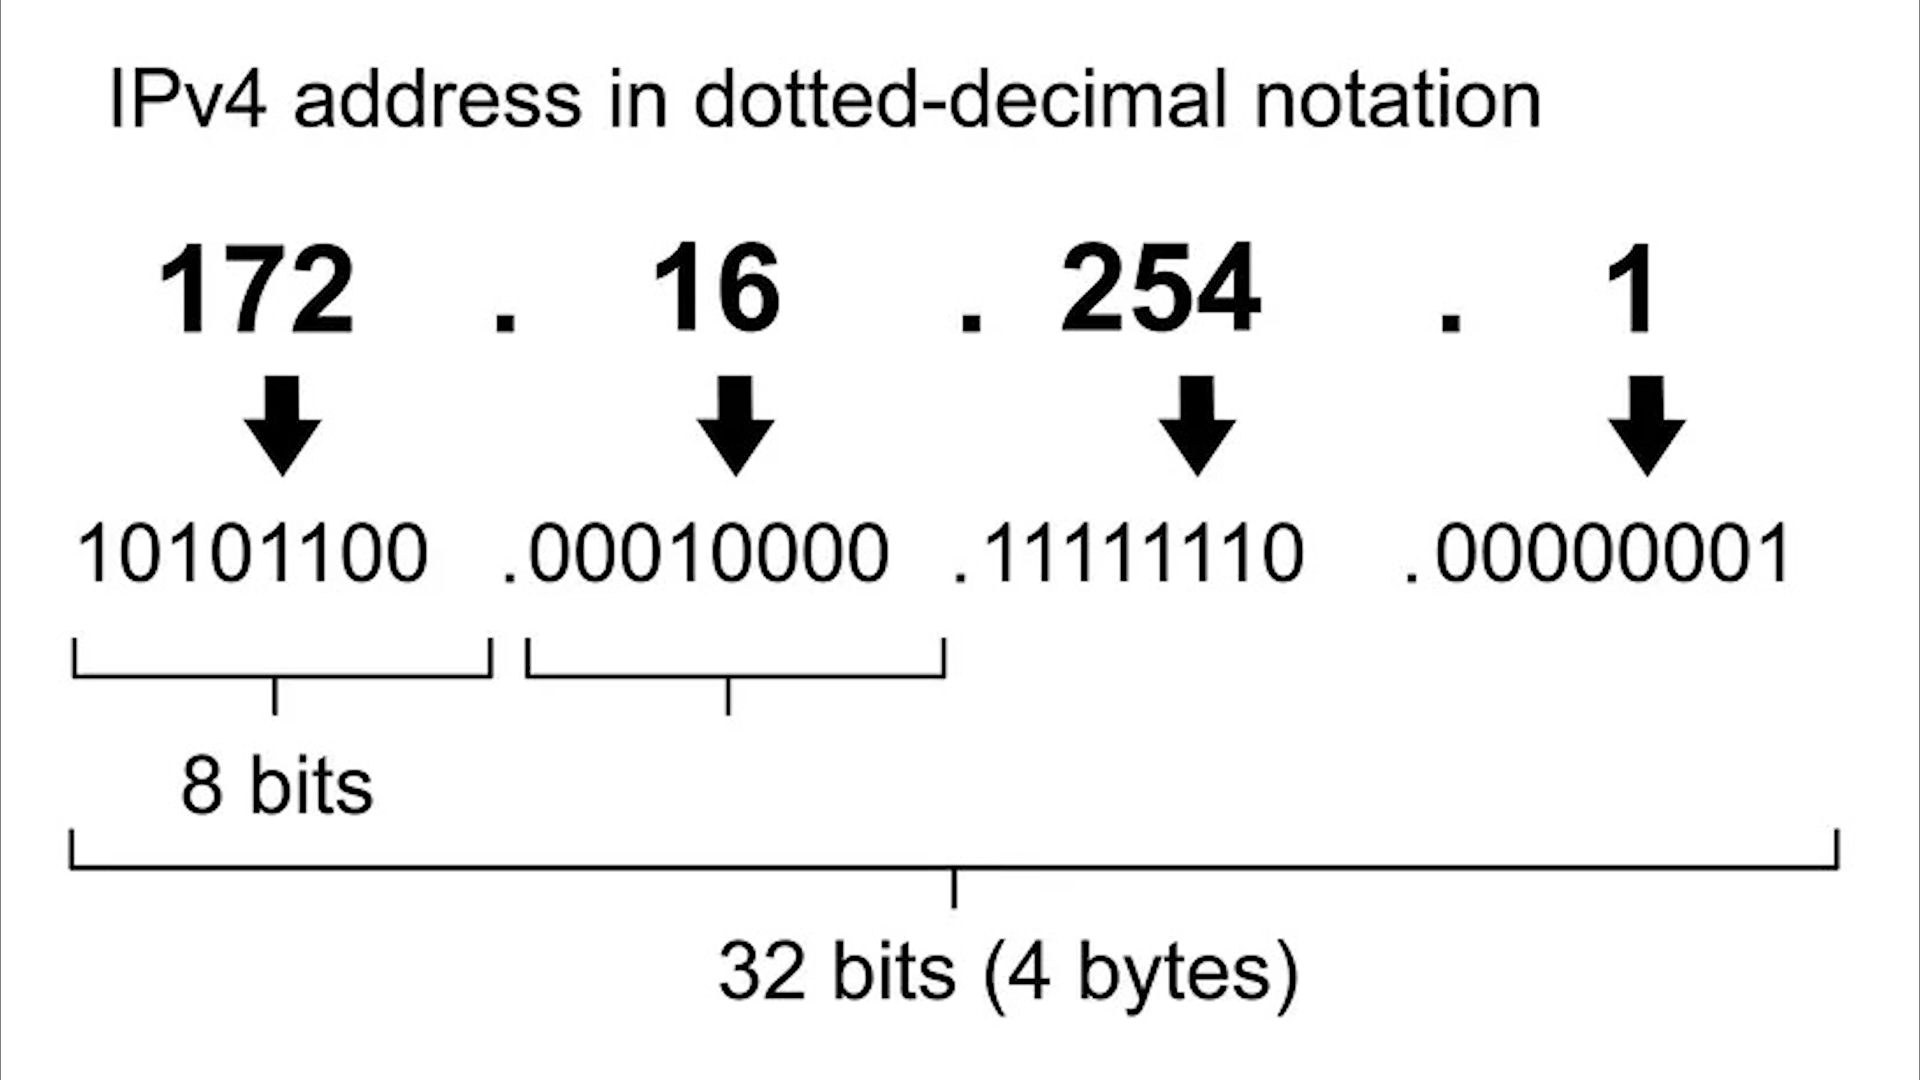 IPv4 address in dotted-decimal notation
172 . 16 . 254 . 1
10101100 .00010000 .11111110 .00000001
8 bits
32 bits (4 bytes)